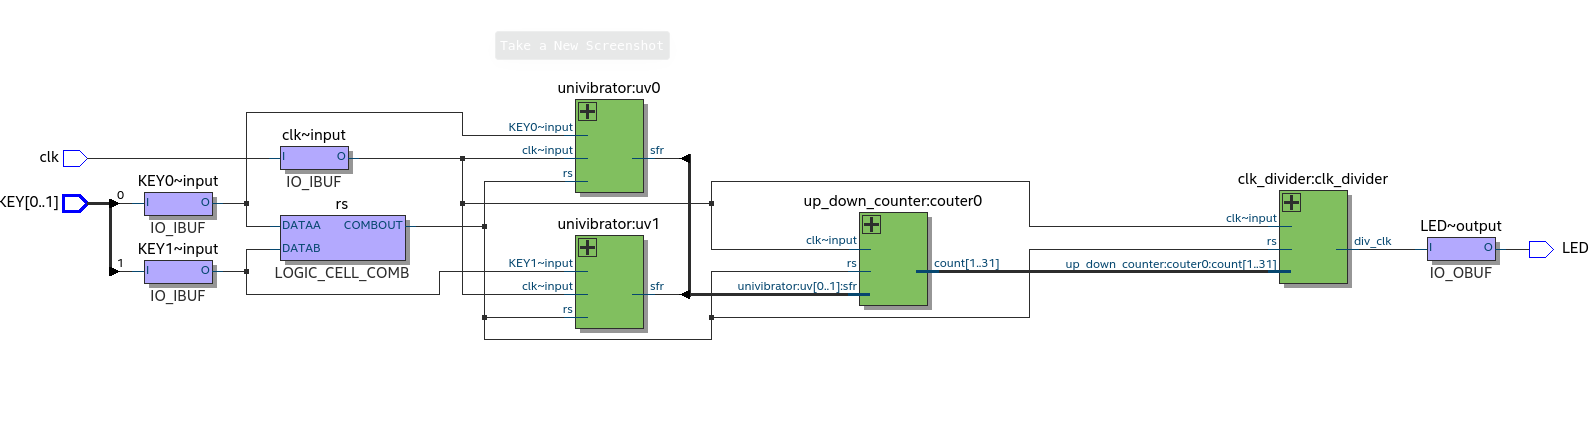 Take a New Screenshot
univibrator:uv0
KEY0~input
clk~input
rs
sfr
clk
clk~input
I O
IO_IBUF
KEY[0..1]
0
1
KEY0~input
I O
IO_IBUF
KEY1~input
I O
IO_IBUF
rs
DATAA COMBOUT
DATAB
LOGIC_CELL_COMB
univibrator:uv1
KEY1~input
clk~input
rs
sfr
up_down_counter:couter0
clk~input
rs
univibrator:uv[0..1]:sfr
count[1..31]
clk_divider:clk_divider
clk~input
rs
up_down_counter:couter0:count[1..31]
div_clk
LED~output
I O
IO_OBUF
LED